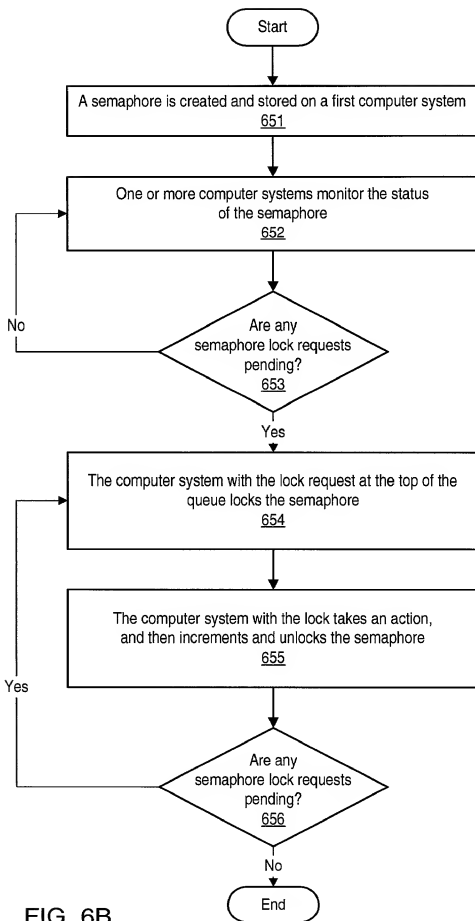 Start
A semaphore is created and stored on a first computer system
651
One or more computer systems monitor the status
of the semaphore
652
No
Are any
semaphore lock requests
pending?
653
Yes
The computer system with the lock request at the top of the
queue locks the semaphore
654
The computer system with the lock takes an action,
and then increments and unlocks the semaphore
655
Yes
Are any
semaphore lock requests
pending?
656
No
End
FIG. 6B